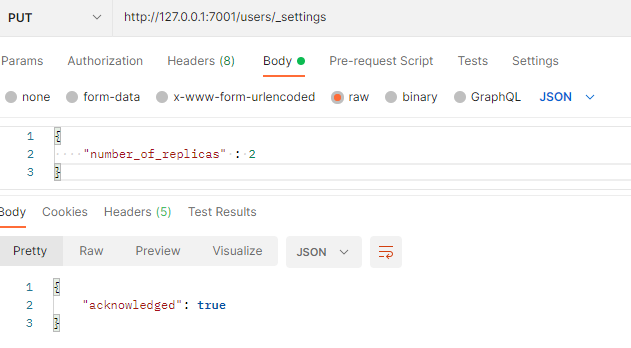 PUT http://127.0.0.1:7001/users/_settings
Params Authorization Headers (8) Body Pre-request Script Tests Settings
none form-data x-www-form-urlencoded raw binary GraphQL JSON
1 {
2 "number_of_replicas" : 2
3 }
Body Cookies Headers (5) Test Results
Pretty Raw Preview Visualize JSON
1 {
2 "acknowledged": true
3 }